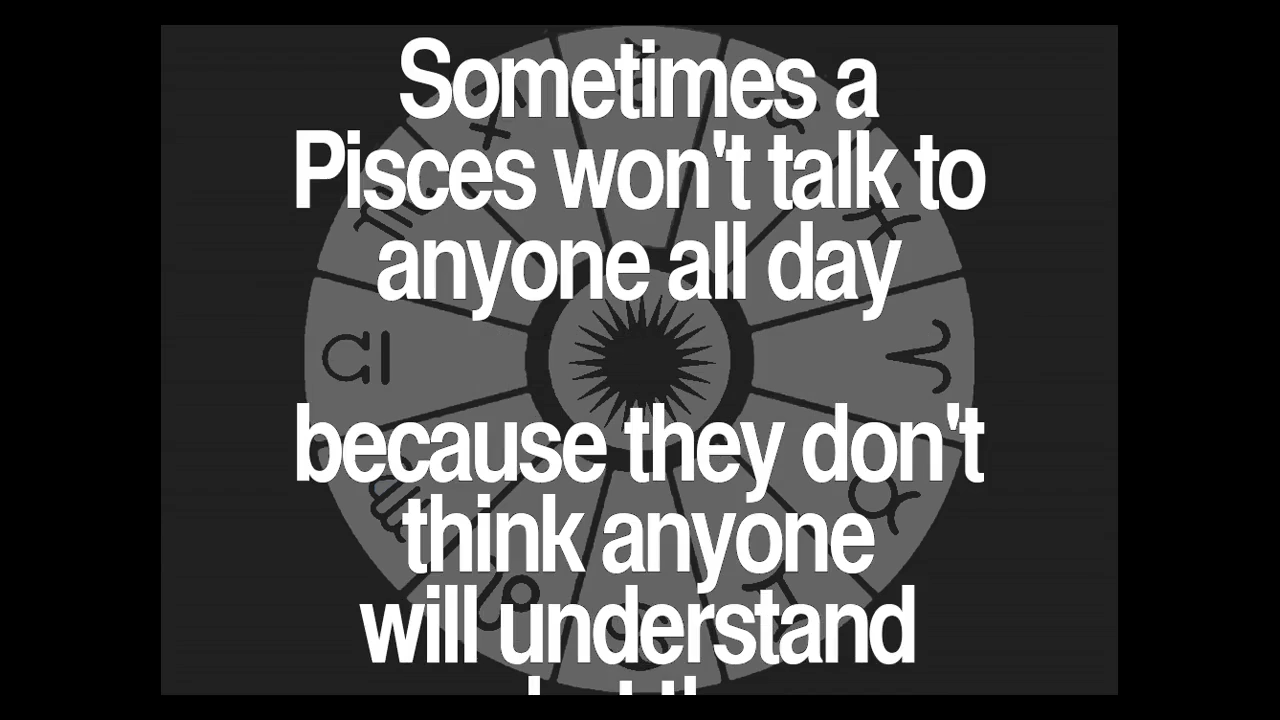 Sometimes a
Pisces won't talk to
anyone all day
because they don't
think anyone
will understand